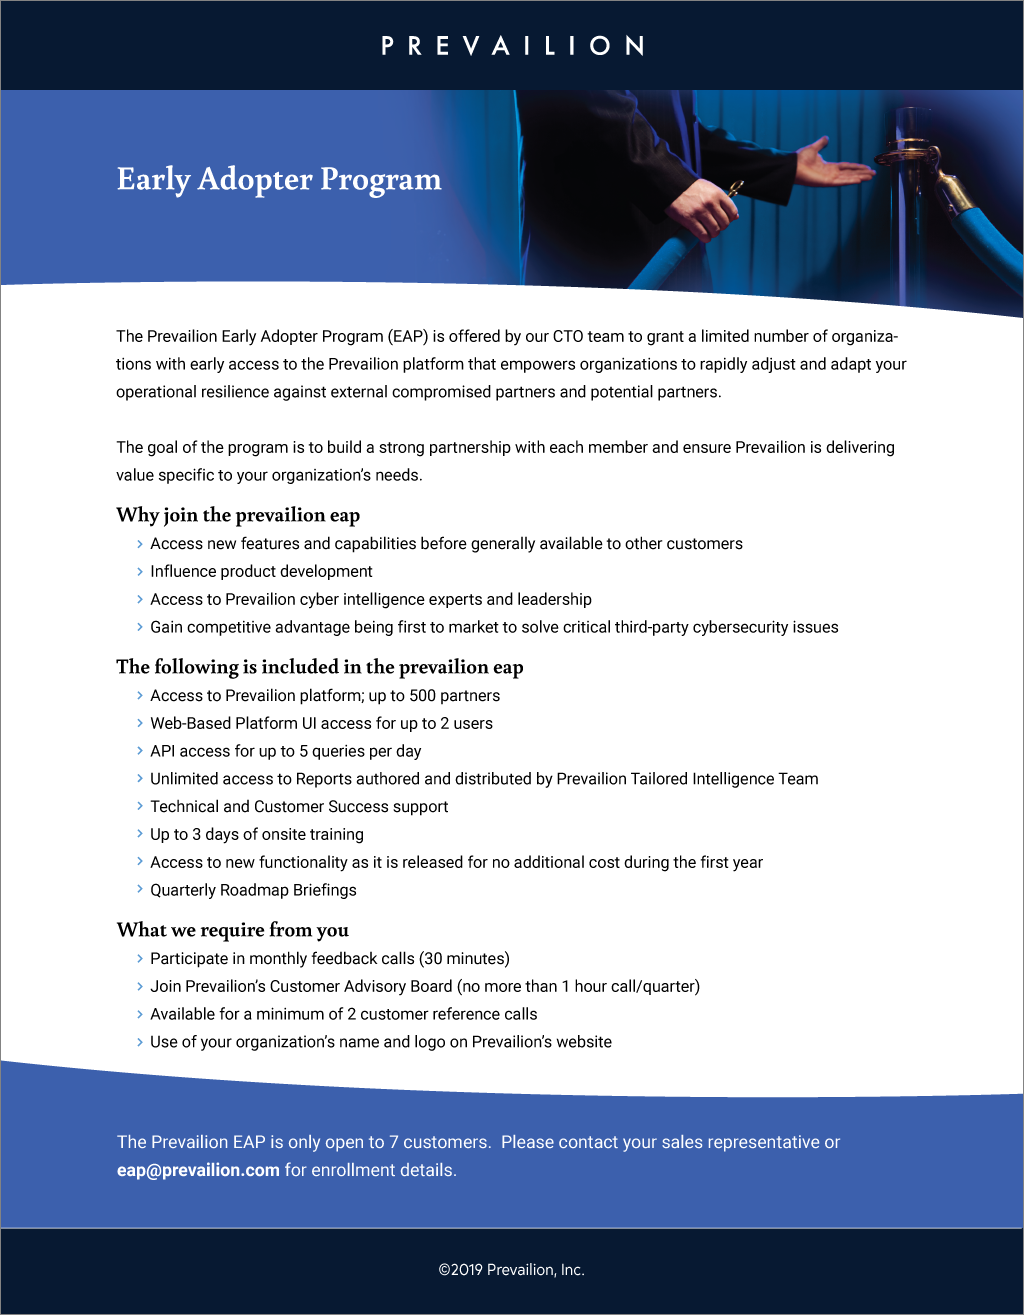 PREVAILION
Early Adopter Program
The Prevailion Early Adopter Program (EAP) is offered by our CTO team to grant a limited number of organiza-
tions with early access to the Prevailion platform that empowers organizations to rapidly adjust and adapt your
operational resilience against external compromised partners and potential partners.
The goal of the program is to build a strong partnership with each member and ensure Prevailion is delivering
value specific to your organization’s needs.
Why join the prevailion eap
› Access new features and capabilities before generally available to other customers
› Influence product development
› Access to Prevailion cyber intelligence experts and leadership
› Gain competitive advantage being first to market to solve critical third-party cybersecurity issues
The following is included in the prevailion eap
› Access to Prevailion platform; up to 500 partners
› Web-Based Platform UI access for up to 2 users
› API access for up to 5 queries per day
› Unlimited access to Reports authored and distributed by Prevailion Tailored Intelligence Team
› Technical and Customer Success support
› Up to 3 days of onsite training
› Access to new functionality as it is released for no additional cost during the first year
› Quarterly Roadmap Briefings
What we require from you
› Participate in monthly feedback calls (30 minutes)
› Join Prevailion’s Customer Advisory Board (no more than 1 hour call/quarter)
› Available for a minimum of 2 customer reference calls
› Use of your organization’s name and logo on Prevailion’s website
The Prevailion EAP is only open to 7 customers.  Please contact your sales representative or
eap@prevailion.com for enrollment details.
©2019 Prevailion, Inc.